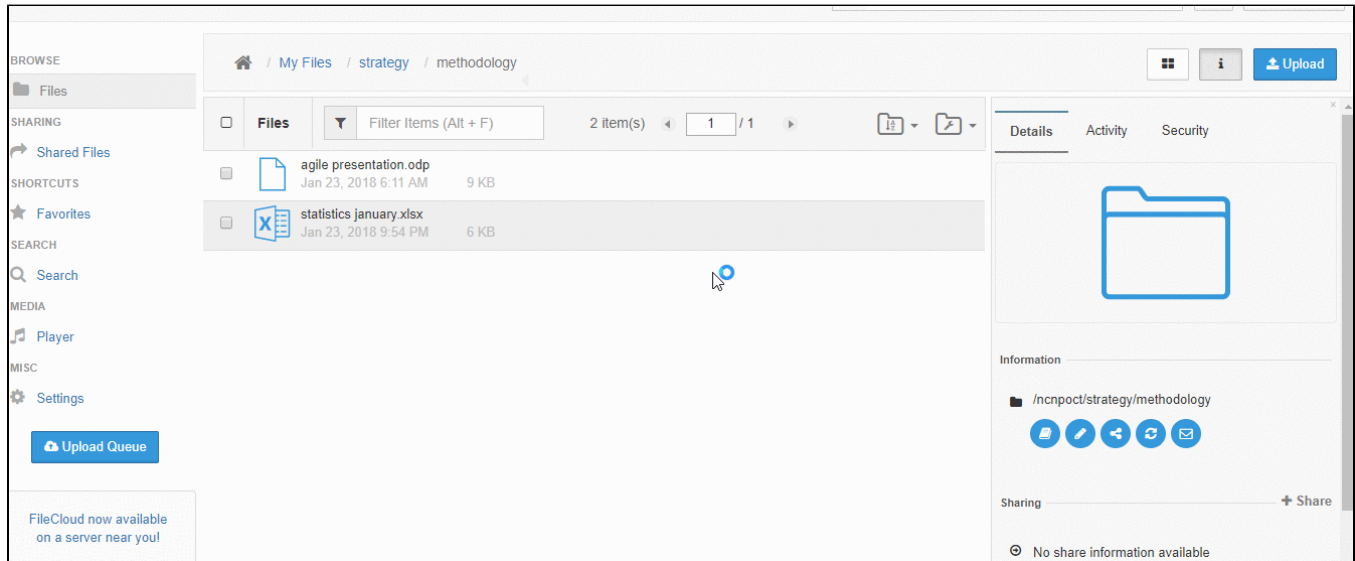 BROWSE
Files
SHARING
Shared Files
SHORTCUTS
Favorites
SEARCH
Search
MEDIA
Player
MISC
Settings
Upload Queue
FileCloud now available
on a server near you!
/ My Files / strategy / methodology
i
Upload
Files
Filter Items (Alt + F)
2 item(s)
1 / 1
agile presentation.odp
Jan 23, 2018 6:11 AM 9 KB
statistics january.xlsx
Jan 23, 2018 9:54 PM 6 KB
Details Activity Security
Information
/ncnpoct/strategy/methodology
Sharing + Share
No share information available